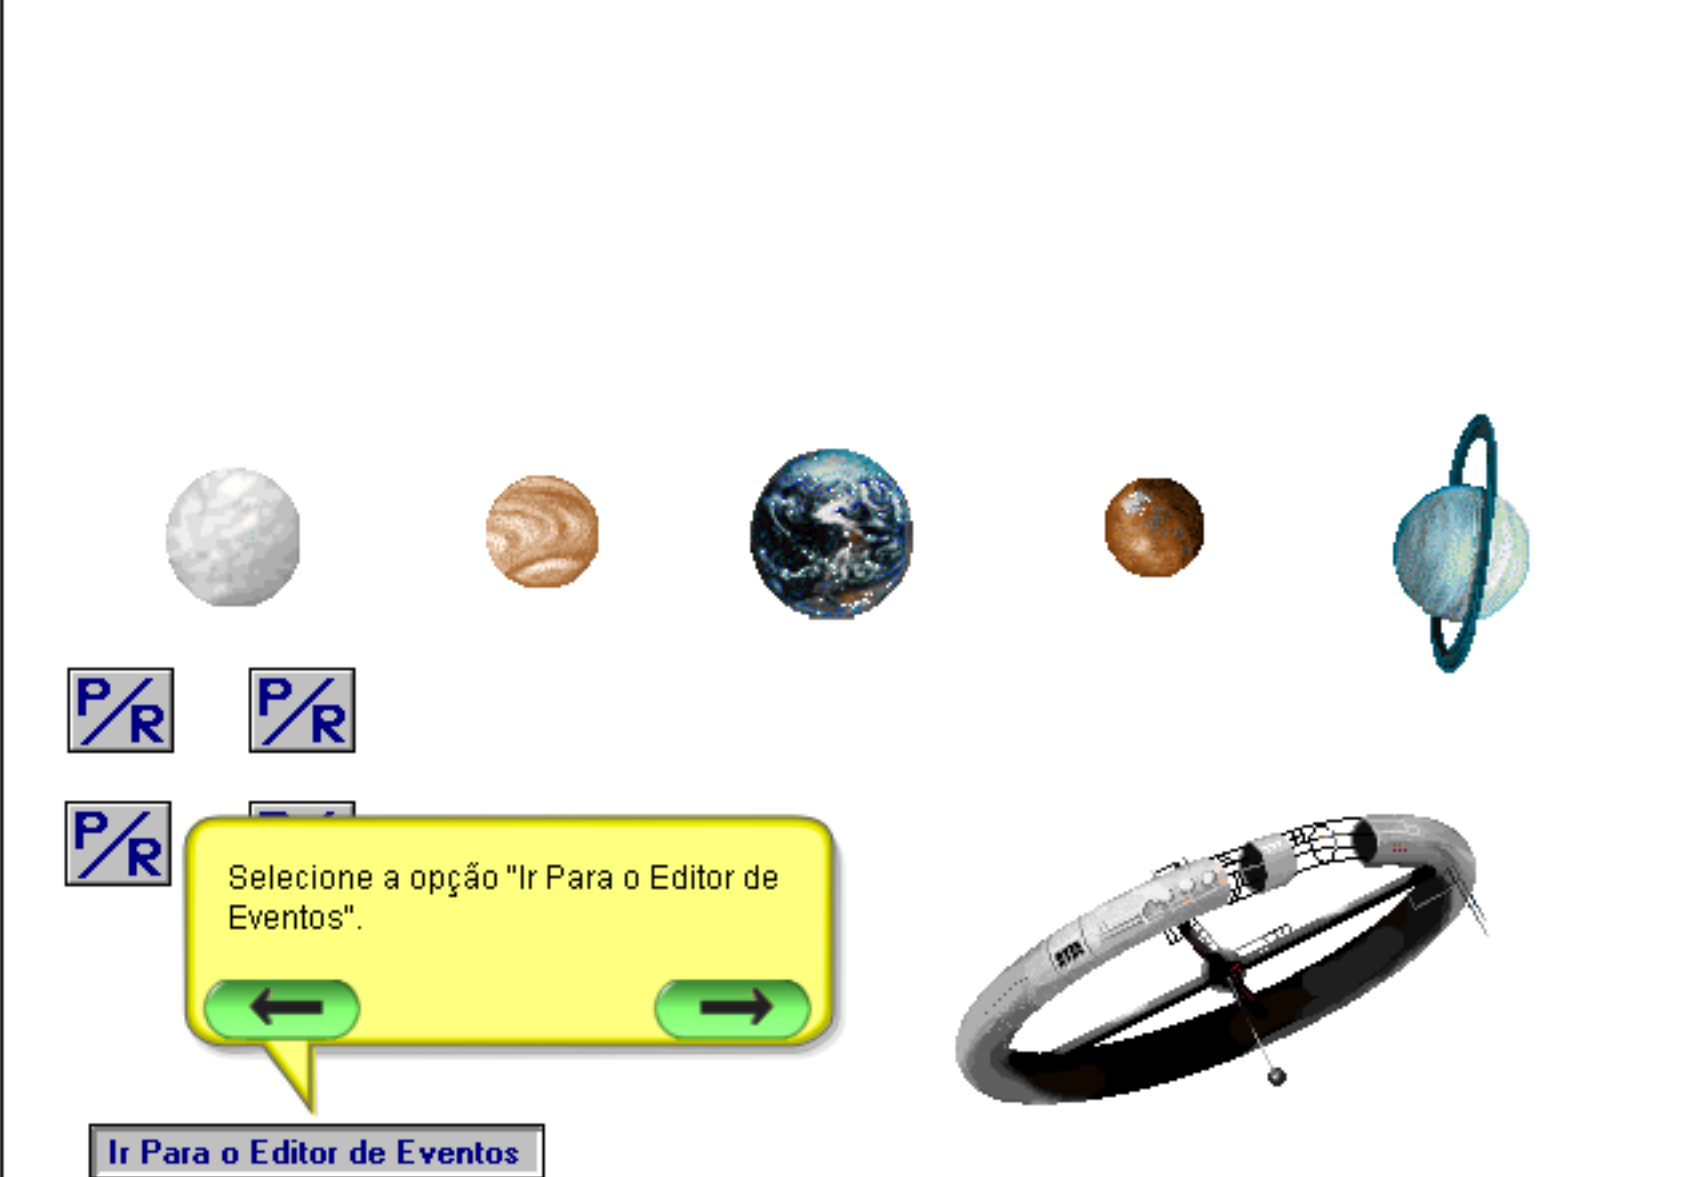 P/R P/R
P/R
Selecione a opção "Ir Para o Editor de
Eventos".
Ir Para o Editor de Eventos